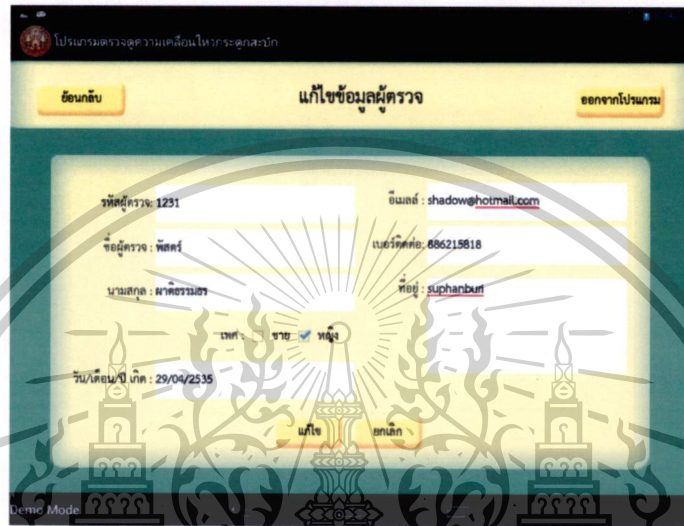 โปรแกรมตรวจดูความเคลื่อนไหวกระดูกสะบัก
ย้อนกลับ แก้ไขข้อมูลผู้ตรวจ ออกจากโปรแกรม
รหัสผู้ตรวจ: 1231
อีเมลล์ : shadow@hotmail.com
ชื่อผู้ตรวจ : พัสตร์
เบอร์ติดต่อ: 886215818
นามสกุล : ผาติธรรมธร
ที่อยู่ : suphanburi
เพศ : ชาย หญิง
วัน/เดือน/ปี เกิด : 29/04/2535
แก้ไข ยกเลิก
Demo Mode